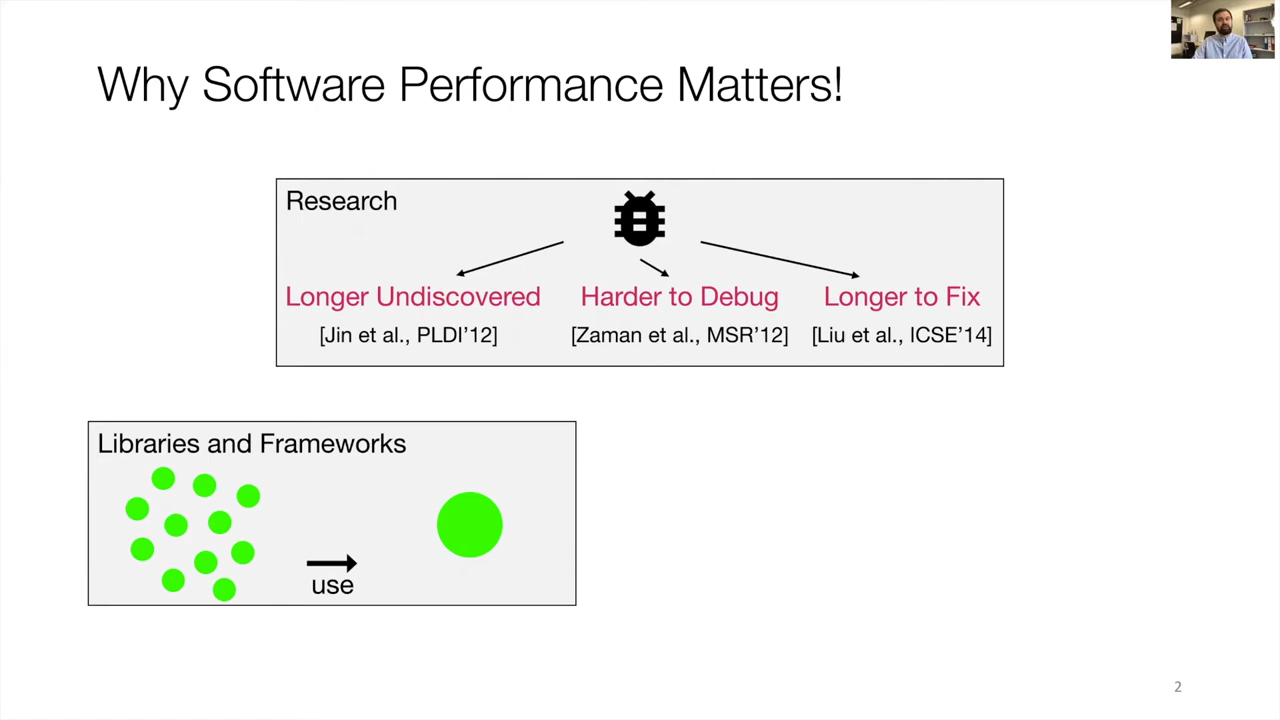 Why Software Performance Matters!
Research
Longer Undiscovered
[Jin et al., PLDI’12]
Harder to Debug
[Zaman et al., MSR’12]
Longer to Fix
[Liu et al., ICSE’14]
Libraries and Frameworks
use
2